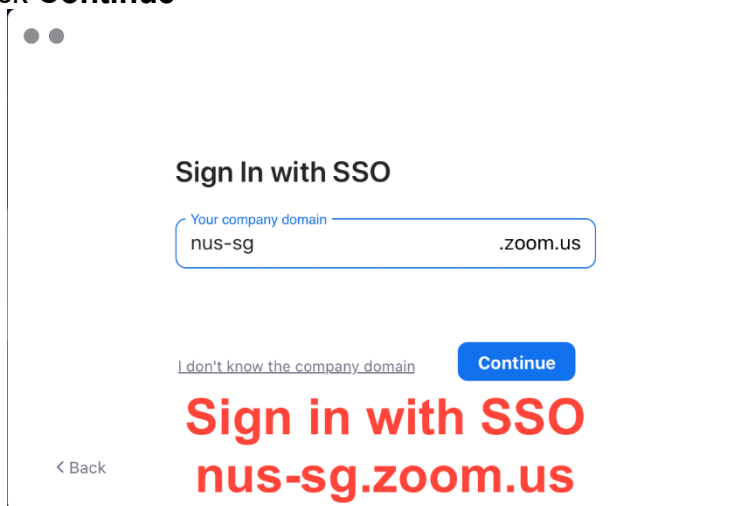 Continue
Sign In with SSO
Your company domain
nus-sg .zoom.us
I don't know the company domain Continue
Sign in with SSO
< Back
nus-sg.zoom.us